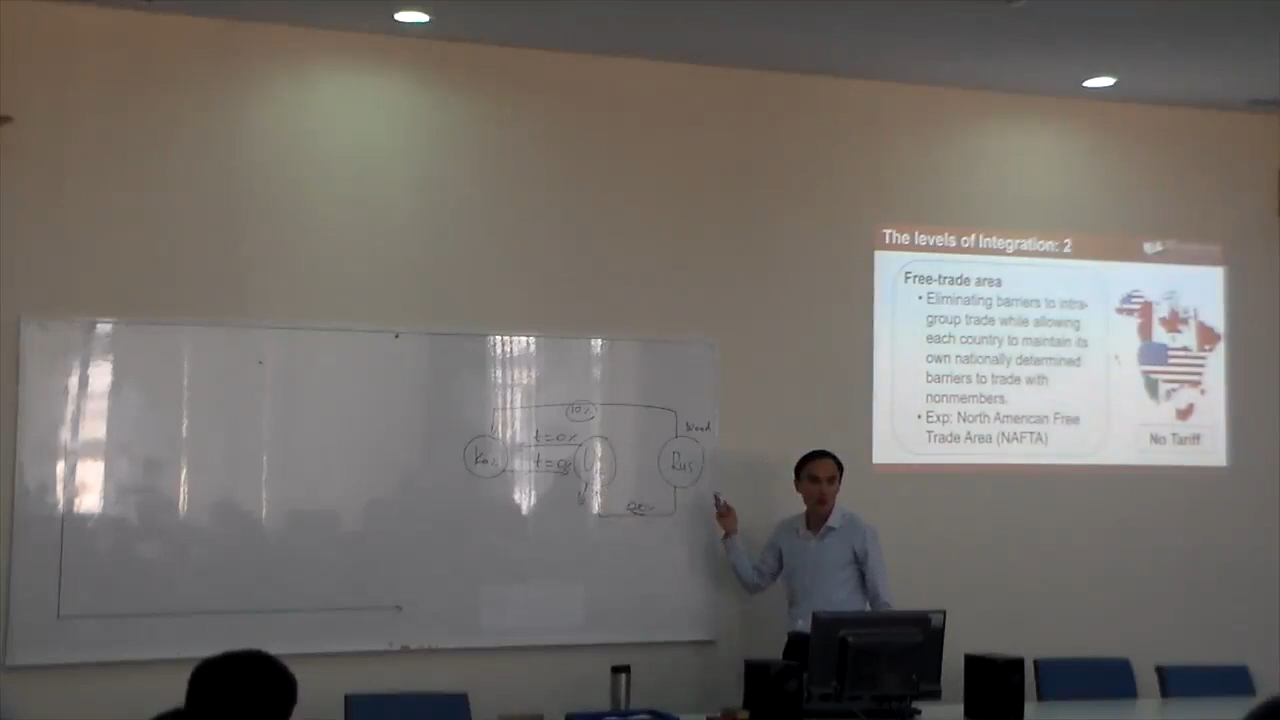 10%
Wood
t=0%
Kaz
t=0%
U
Rus
20%
The levels of Integration: 2
Free-trade area
• Eliminating barriers to intra-
group trade while allowing
each country to maintain its
own nationally determined
barriers to trade with
nonmembers.
• Exp: North American Free
Trade Area (NAFTA)
No Tariff